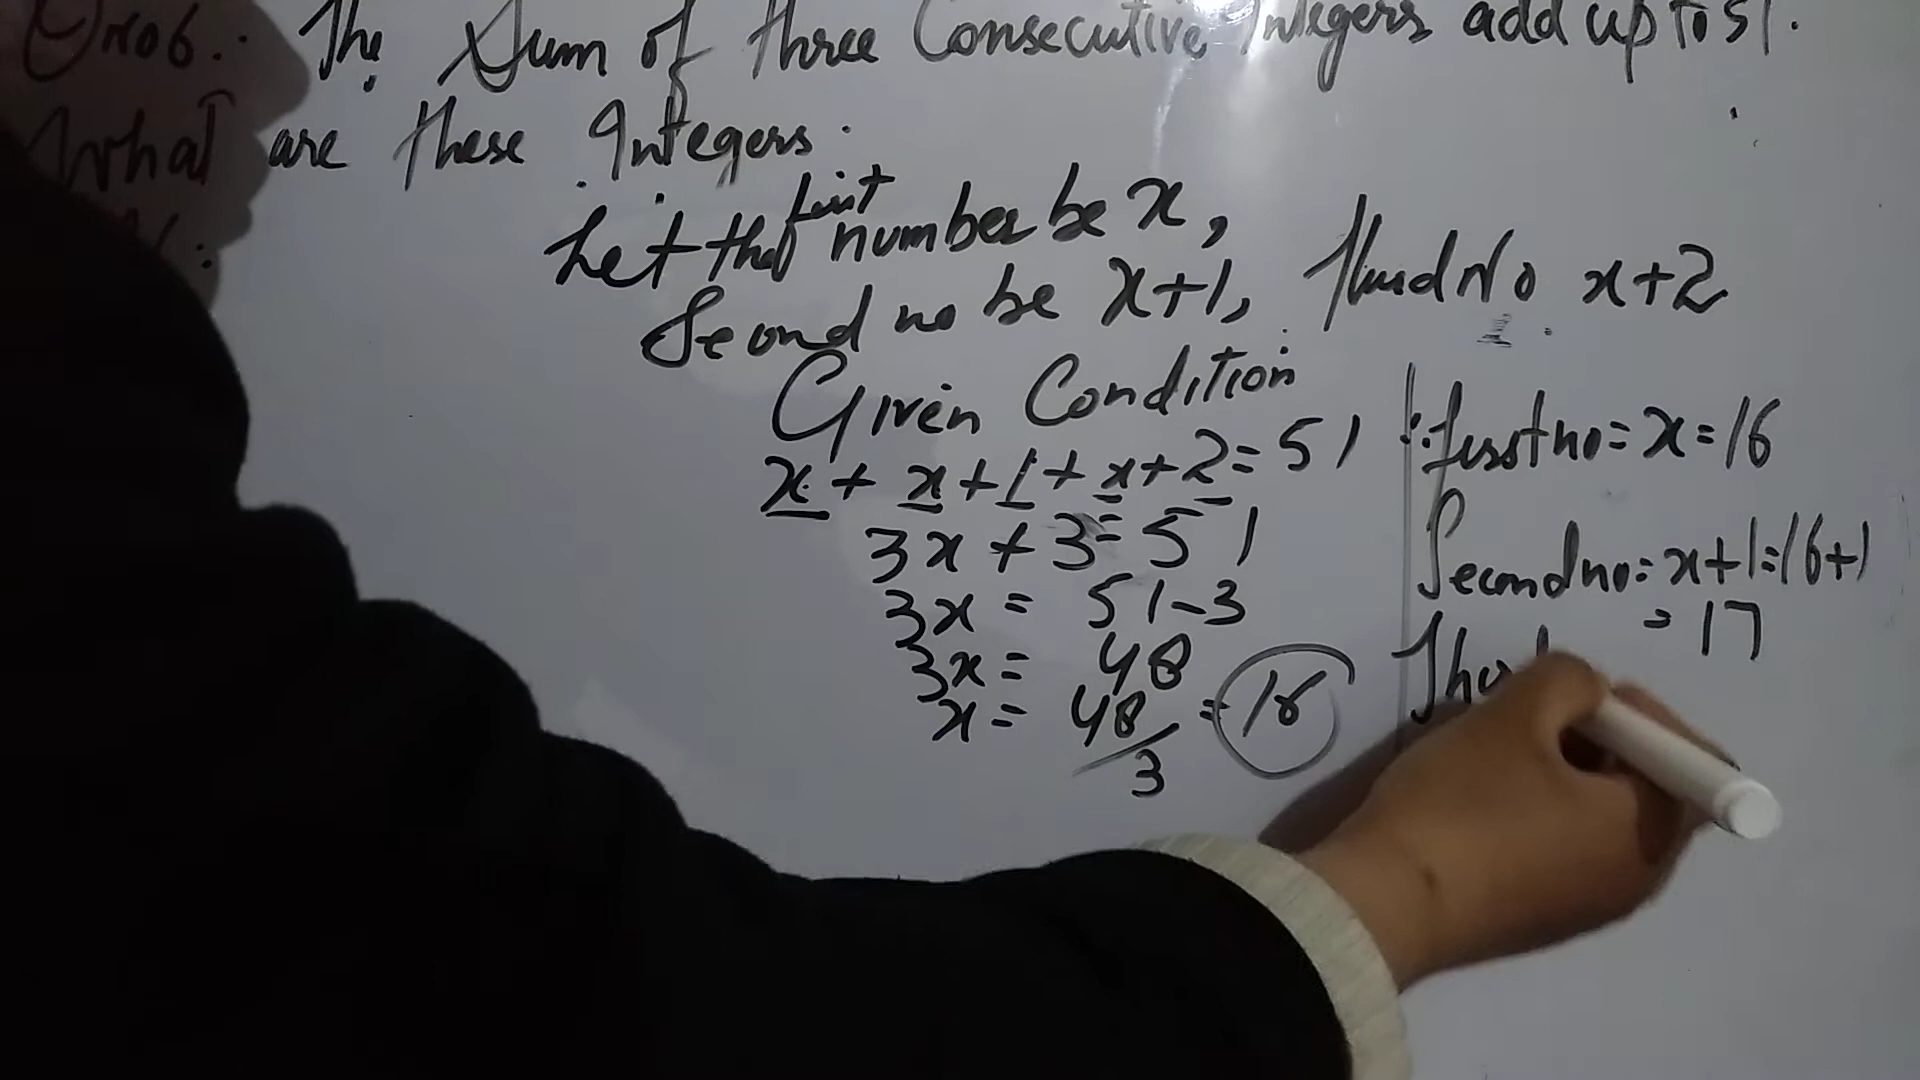 Qno6. : The Sum of three Consecutive Integers add up to 51.
What are these Integers.
Let the first number be x,
Second no be x+1, Third No x+2
Given Condition
x + x + 1 + x + 2 = 51
3x + 3 = 51
3x = 51-3
3x = 48
x = 48/3 = 16
∴ first no = x = 16
Second no = x+1 = 16+1
= 17